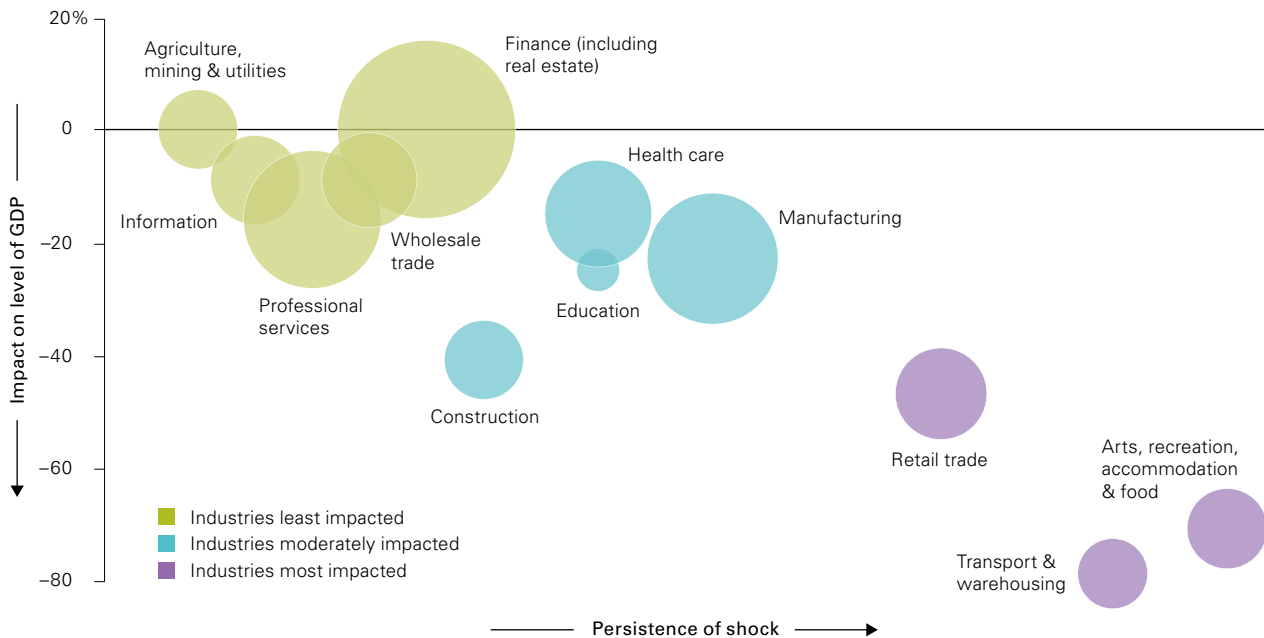 20%
0
–20
–40
–60
–80
Impact on level of GDP
Agriculture,
mining & utilities
Finance (including
real estate)
Information
Professional
services
Wholesale
trade
Health care
Education
Manufacturing
Construction
Retail trade
Arts, recreation,
accommodation
& food
Transport &
warehousing
Industries least impacted
Industries moderately impacted
Industries most impacted
Persistence of shock